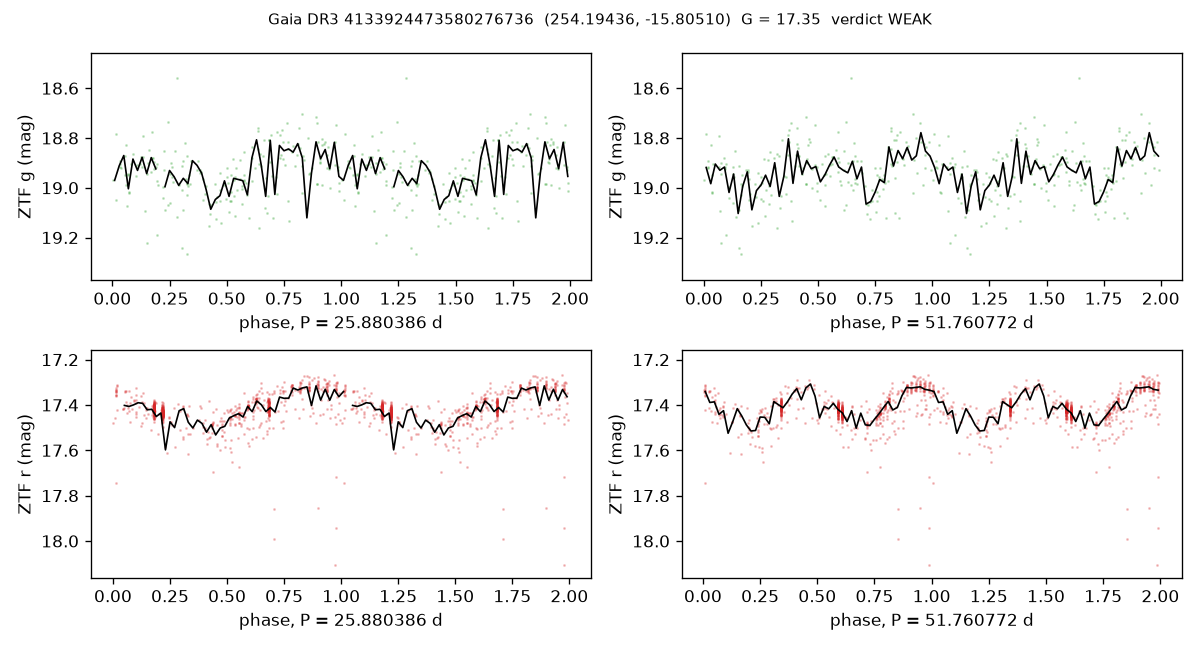 Gaia DR3 4133924473580276736  (254.19436, -15.80510)  G = 17.35  verdict WEAK
ZTF g (mag)
18.6
18.8
19.0
19.2
0.00 0.25 0.50 0.75 1.00 1.25 1.50 1.75 2.00
phase, P = 25.880386 d
ZTF g (mag)
18.6
18.8
19.0
19.2
0.00 0.25 0.50 0.75 1.00 1.25 1.50 1.75 2.00
phase, P = 51.760772 d
ZTF r (mag)
17.2
17.4
17.6
17.8
18.0
0.00 0.25 0.50 0.75 1.00 1.25 1.50 1.75 2.00
phase, P = 25.880386 d
ZTF r (mag)
17.2
17.4
17.6
17.8
18.0
0.00 0.25 0.50 0.75 1.00 1.25 1.50 1.75 2.00
phase, P = 51.760772 d